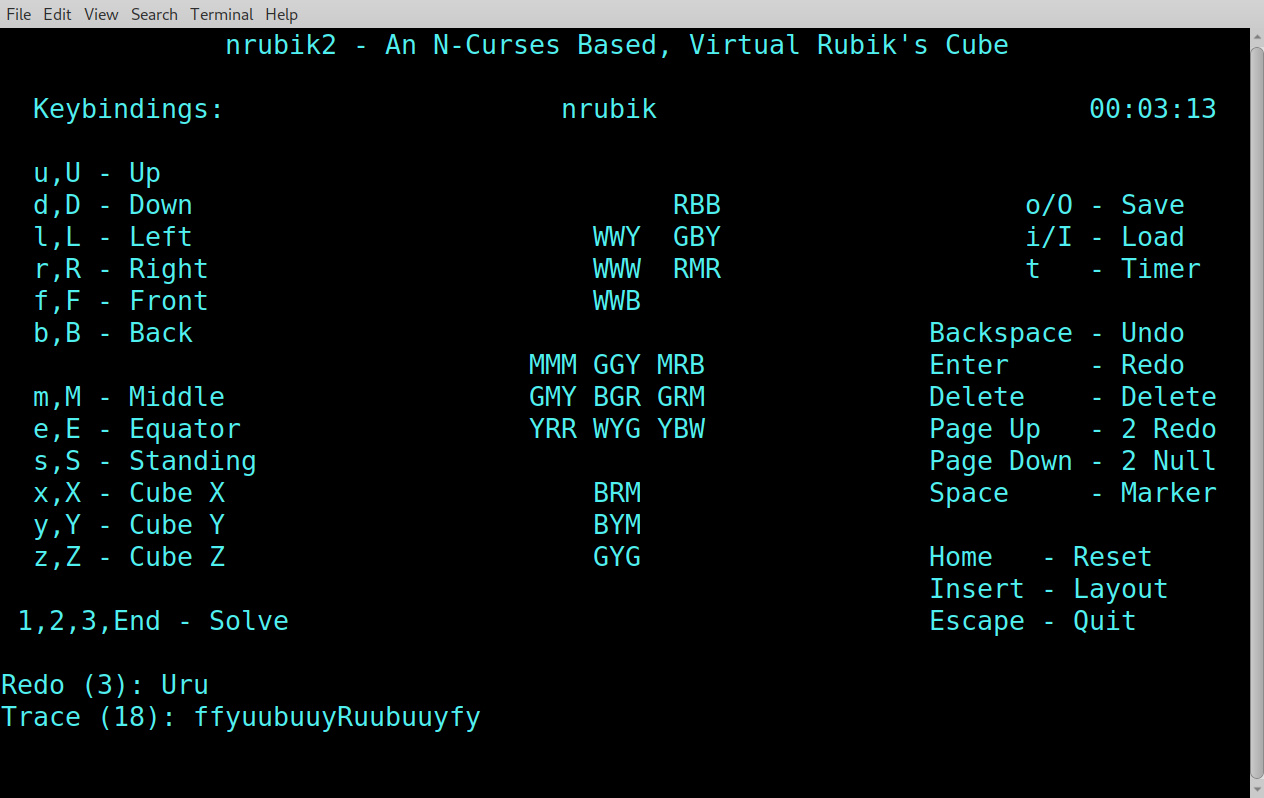 File Edit View Search Terminal Help
nrubik2 - An N-Curses Based, Virtual Rubik's Cube
Keybindings: nrubik 00:03:13
u,U - Up
d,D - Down RBB o/O - Save
l,L - Left WWY GBY i/I - Load
r,R - Right WWW RMR t - Timer
f,F - Front WWB
b,B - Back Backspace - Undo
MMM GGY MRB Enter - Redo
m,M - Middle GMY BGR GRM Delete - Delete
e,E - Equator YRR WYG YBW Page Up - 2 Redo
s,S - Standing Page Down - 2 Null
x,X - Cube X BRM Space - Marker
y,Y - Cube Y BYM
z,Z - Cube Z GYG Home - Reset
Insert - Layout
1,2,3,End - Solve Escape - Quit
Redo (3): Uru
Trace (18): ffyuubuuyRuubuuyfy